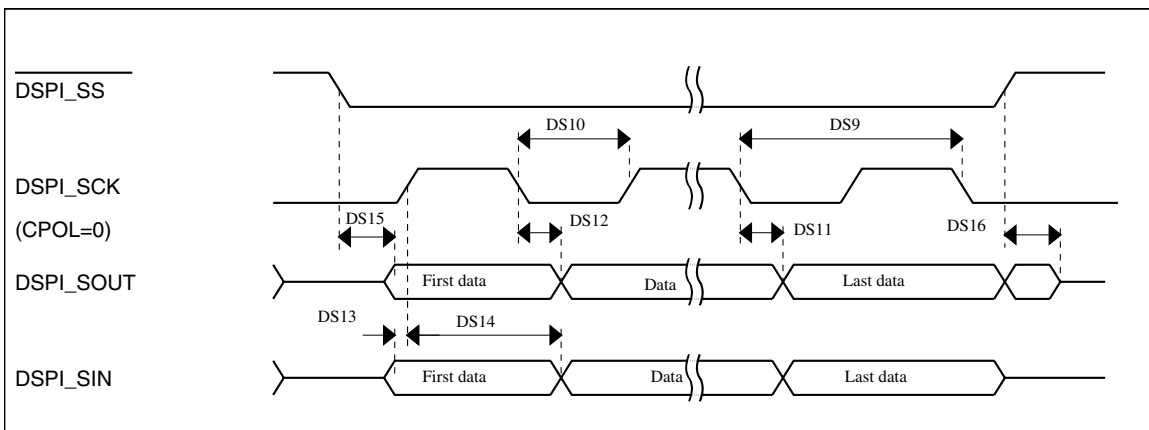 DSPI_SS
DS10
DS9
DSPI_SCK
(CPOL=0)
DS15
DS12
DS11
DS16
DSPI_SOUT
First data
Data
Last data
DS13
DS14
DSPI_SIN
First data
Data
Last data